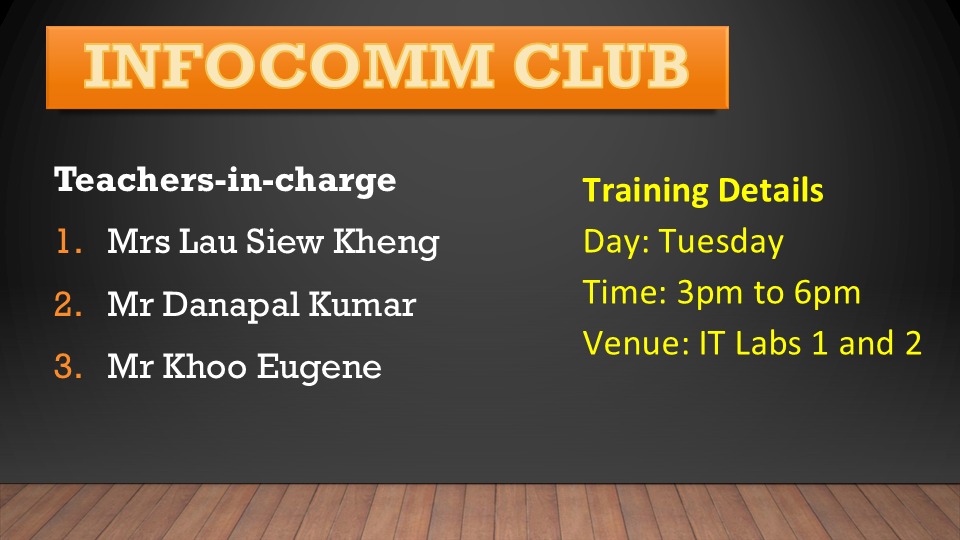 INFOCOMM CLUB
Teachers-in-charge
1. Mrs Lau Siew Kheng
2. Mr Danapal Kumar
3. Mr Khoo Eugene
Training Details
Day: Tuesday
Time: 3pm to 6pm
Venue: IT Labs 1 and 2